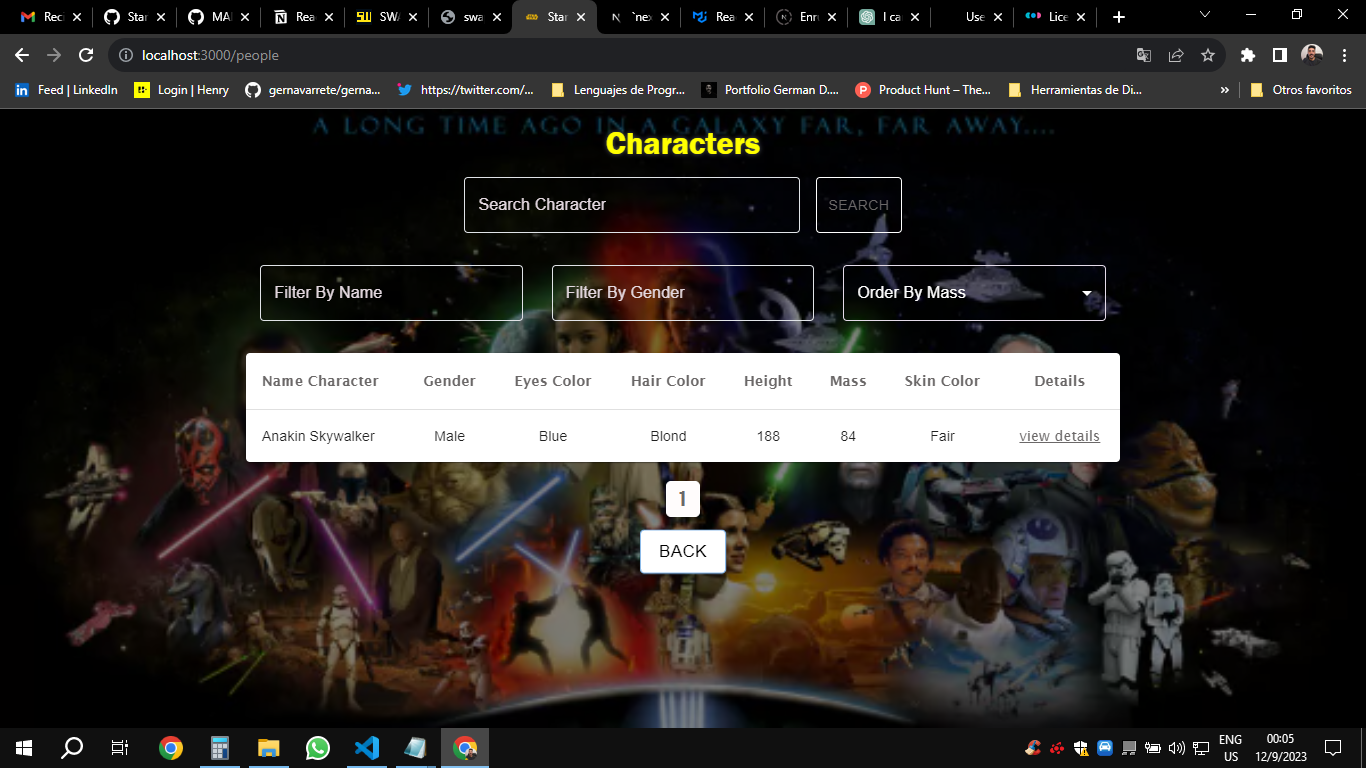 Rec
Star
MA
Rea
SWA
swa
Star
`nex
Rea
Enr
I ca
Use
Lice
localhost:3000/people
Feed | LinkedIn
Login | Henry
gernavarrete/gerna...
https://twitter.com/...
Lenguajes de Progr...
Portfolio German D....
Product Hunt – The...
Herramientas de Di...
»
Otros favoritos
A LONG TIME AGO IN A GALAXY FAR, FAR AWAY....
Characters
Search Character
SEARCH
Filter By Name
Filter By Gender
Order By Mass
Name Character Gender Eyes Color Hair Color Height Mass Skin Color Details
Anakin Skywalker Male Blue Blond 188 84 Fair view details
1
BACK
ENG
US
00:05
12/9/2023